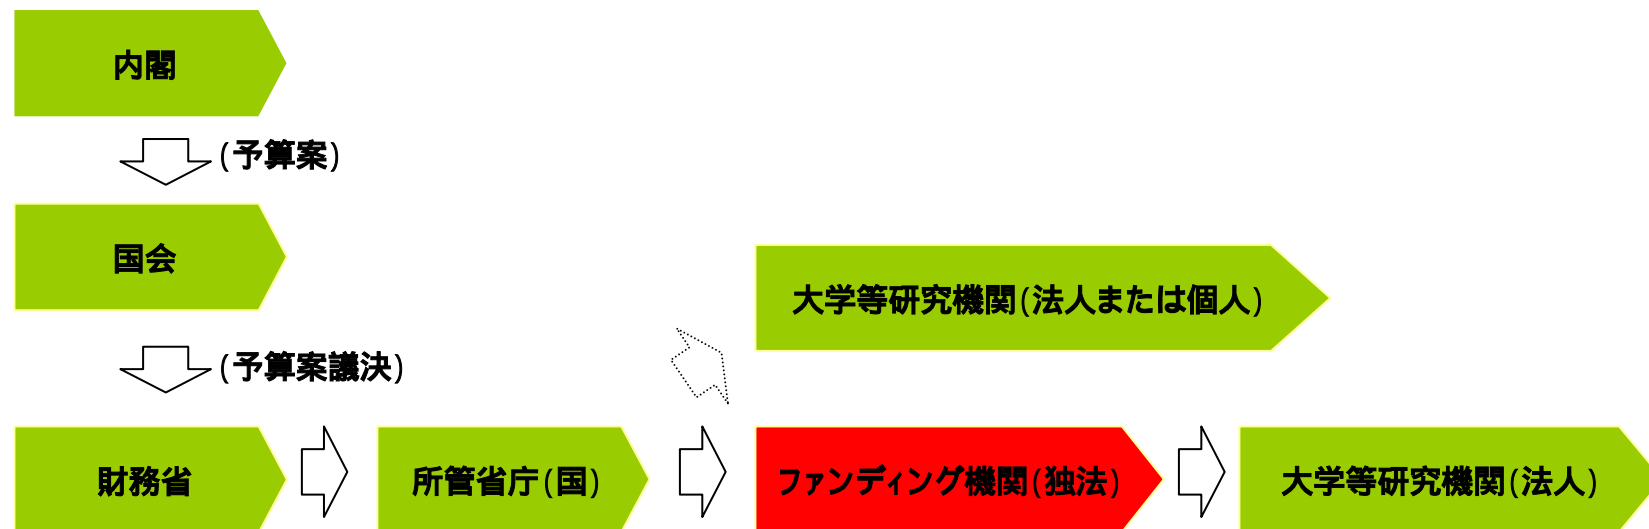 内閣
(予算案)
国会
大学等研究機関(法人または個人)
(予算案議決)
財務省
所管省庁(国)
ファンディング機関(独法)
大学等研究機関(法人)